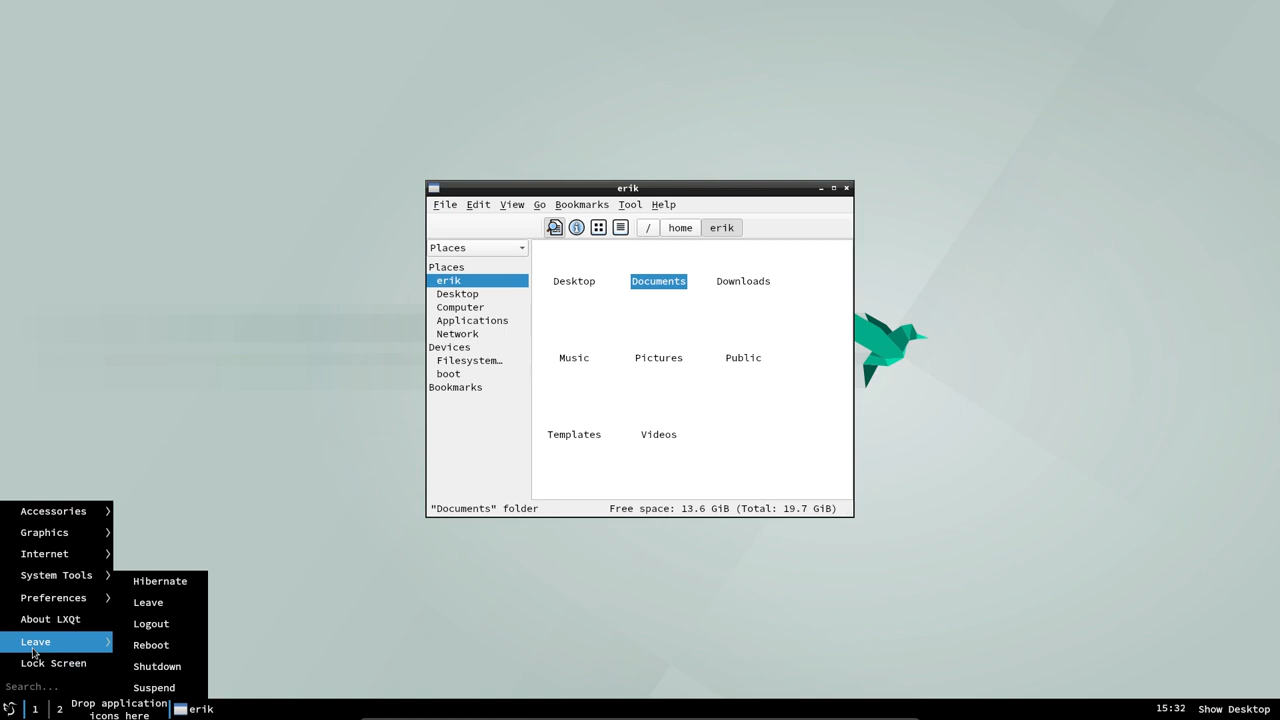 erik
File Edit View Go Bookmarks Tool Help
/ home erik
Places
Places
erik
Desktop
Computer
Applications
Network
Devices
Filesystem…
boot
Bookmarks
Desktop Documents Downloads
Music Pictures Public
Templates Videos
"Documents" folder Free space: 13.6 GiB (Total: 19.7 GiB)
Accessories
Graphics
Internet
System Tools
Preferences
About LXQt
Leave
Lock Screen
Search...
Hibernate
Leave
Logout
Reboot
Shutdown
Suspend
1 2 Drop application
icons here
erik
15:32 Show Desktop